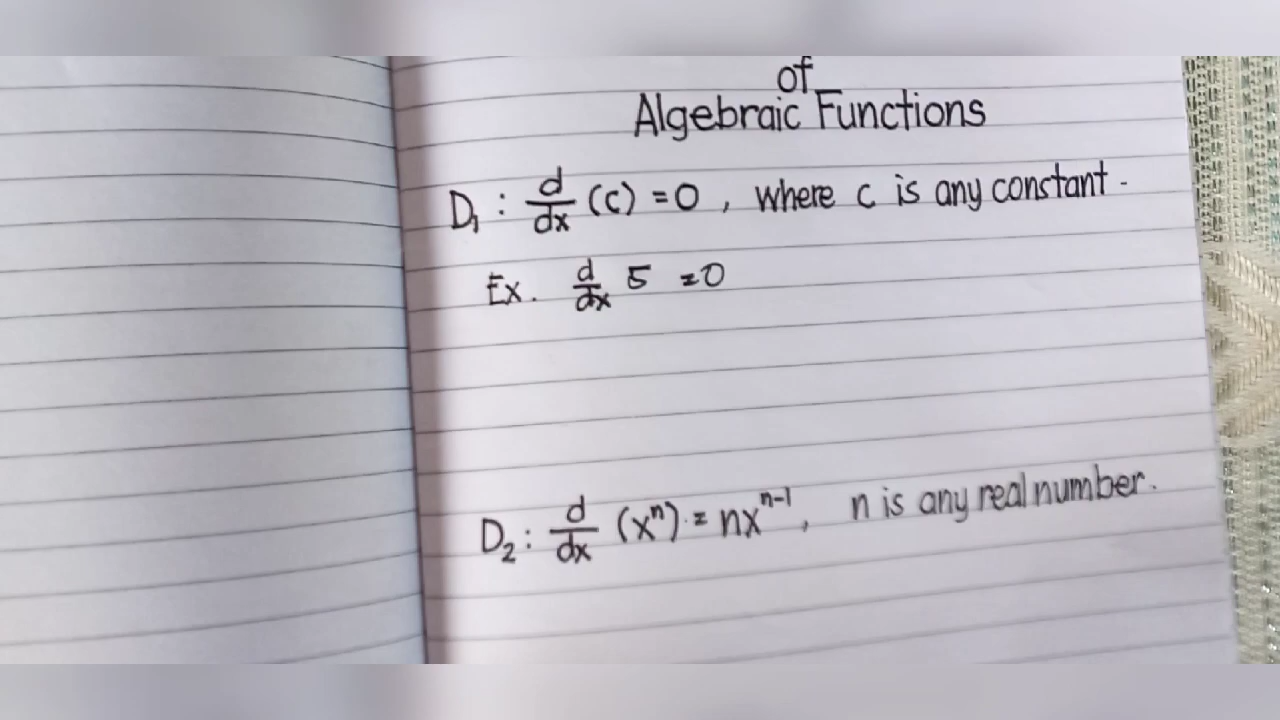 of
Algebraic Functions
D₁ : d/dx (c) = 0 , where c is any constant.
Ex. d/dx 5 = 0
D₂ : d/dx (xⁿ) = nxⁿ⁻¹, n is any real number.